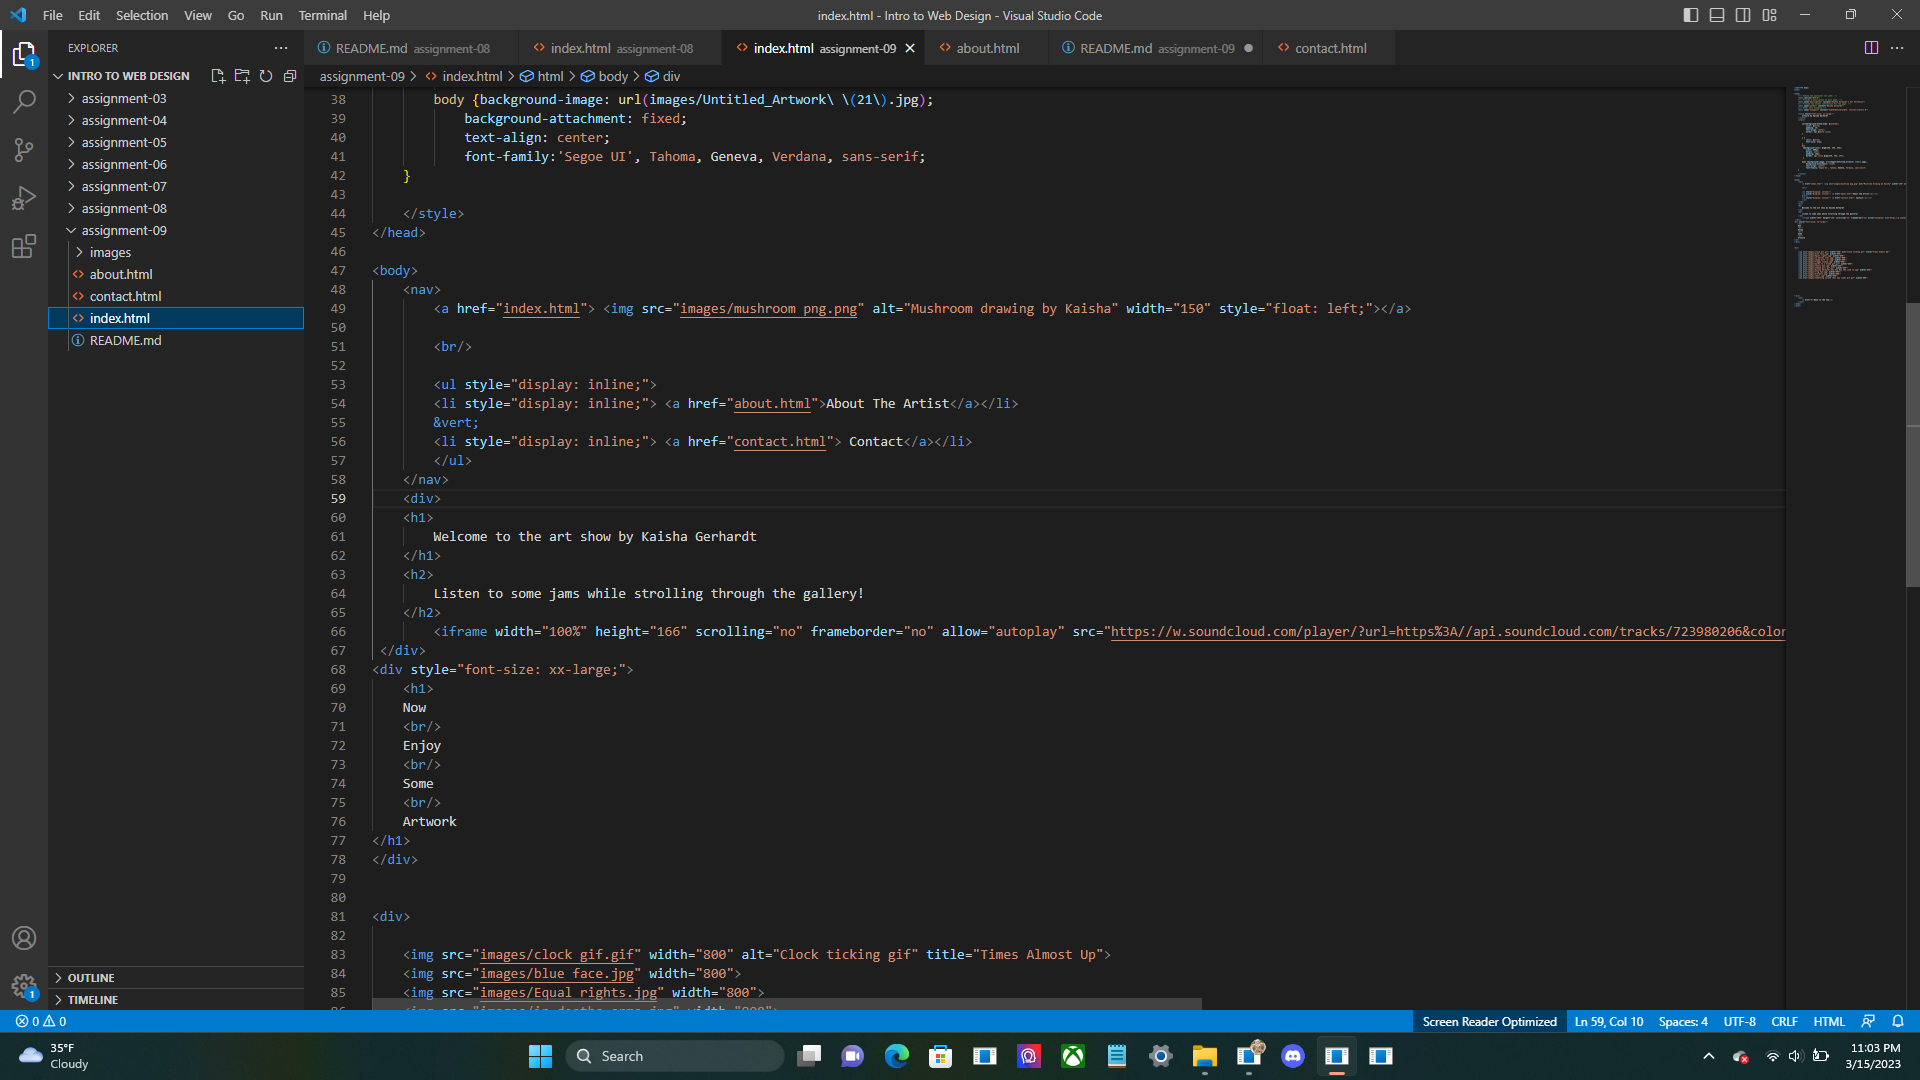 File Edit Selection View Go Run Terminal Help
index.html - Intro to Web Design - Visual Studio Code
EXPLORER
README.md assignment-08
index.html assignment-08
index.html assignment-09
about.html
README.md assignment-09
contact.html
INTRO TO WEB DESIGN
assignment-03
assignment-04
assignment-05
assignment-06
assignment-07
assignment-08
assignment-09
images
about.html
contact.html
index.html
README.md
OUTLINE
TIMELINE
1
1
assignment-09 > index.html > html > body > div
38 body {background-image: url(images/Untitled_Artwork\ \(21\).jpg);
39 background-attachment: fixed;
40 text-align: center;
41 font-family:'Segoe UI', Tahoma, Geneva, Verdana, sans-serif;
42 }
43
44 </style>
45 </head>
46
47 <body>
48 <nav>
49 <a href="index.html"> <img src="images/mushroom png.png" alt="Mushroom drawing by Kaisha" width="150" style="float: left;"></a>
50
51 <br/>
52
53 <ul style="display: inline;">
54 <li style="display: inline;"> <a href="about.html">About The Artist</a></li>
55 &vert;
56 <li style="display: inline;"> <a href="contact.html"> Contact</a></li>
57 </ul>
58 </nav>
59 <div>
60 <h1>
61 Welcome to the art show by Kaisha Gerhardt
62 </h1>
63 <h2>
64 Listen to some jams while strolling through the gallery!
65 </h2>
66 <iframe width="100%" height="166" scrolling="no" frameborder="no" allow="autoplay" src="https://w.soundcloud.com/player/?url=https%3A//api.soundcloud.com/tracks/723980206&color
67 </div>
68 <div style="font-size: xx-large;">
69 <h1>
70 Now
71 <br/>
72 Enjoy
73 <br/>
74 Some
75 <br/>
76 Artwork
77 </h1>
78 </div>
79
80
81 <div>
82
83 <img src="images/clock gif.gif" width="800" alt="Clock ticking gif" title="Times Almost Up">
84 <img src="images/blue face.jpg" width="800">
85 <img src="images/Equal rights.jpg" width="800">
0 0
Screen Reader Optimized Ln 59, Col 10 Spaces: 4 UTF-8 CRLF HTML
35°F
Cloudy
Search
11:03 PM
3/15/2023